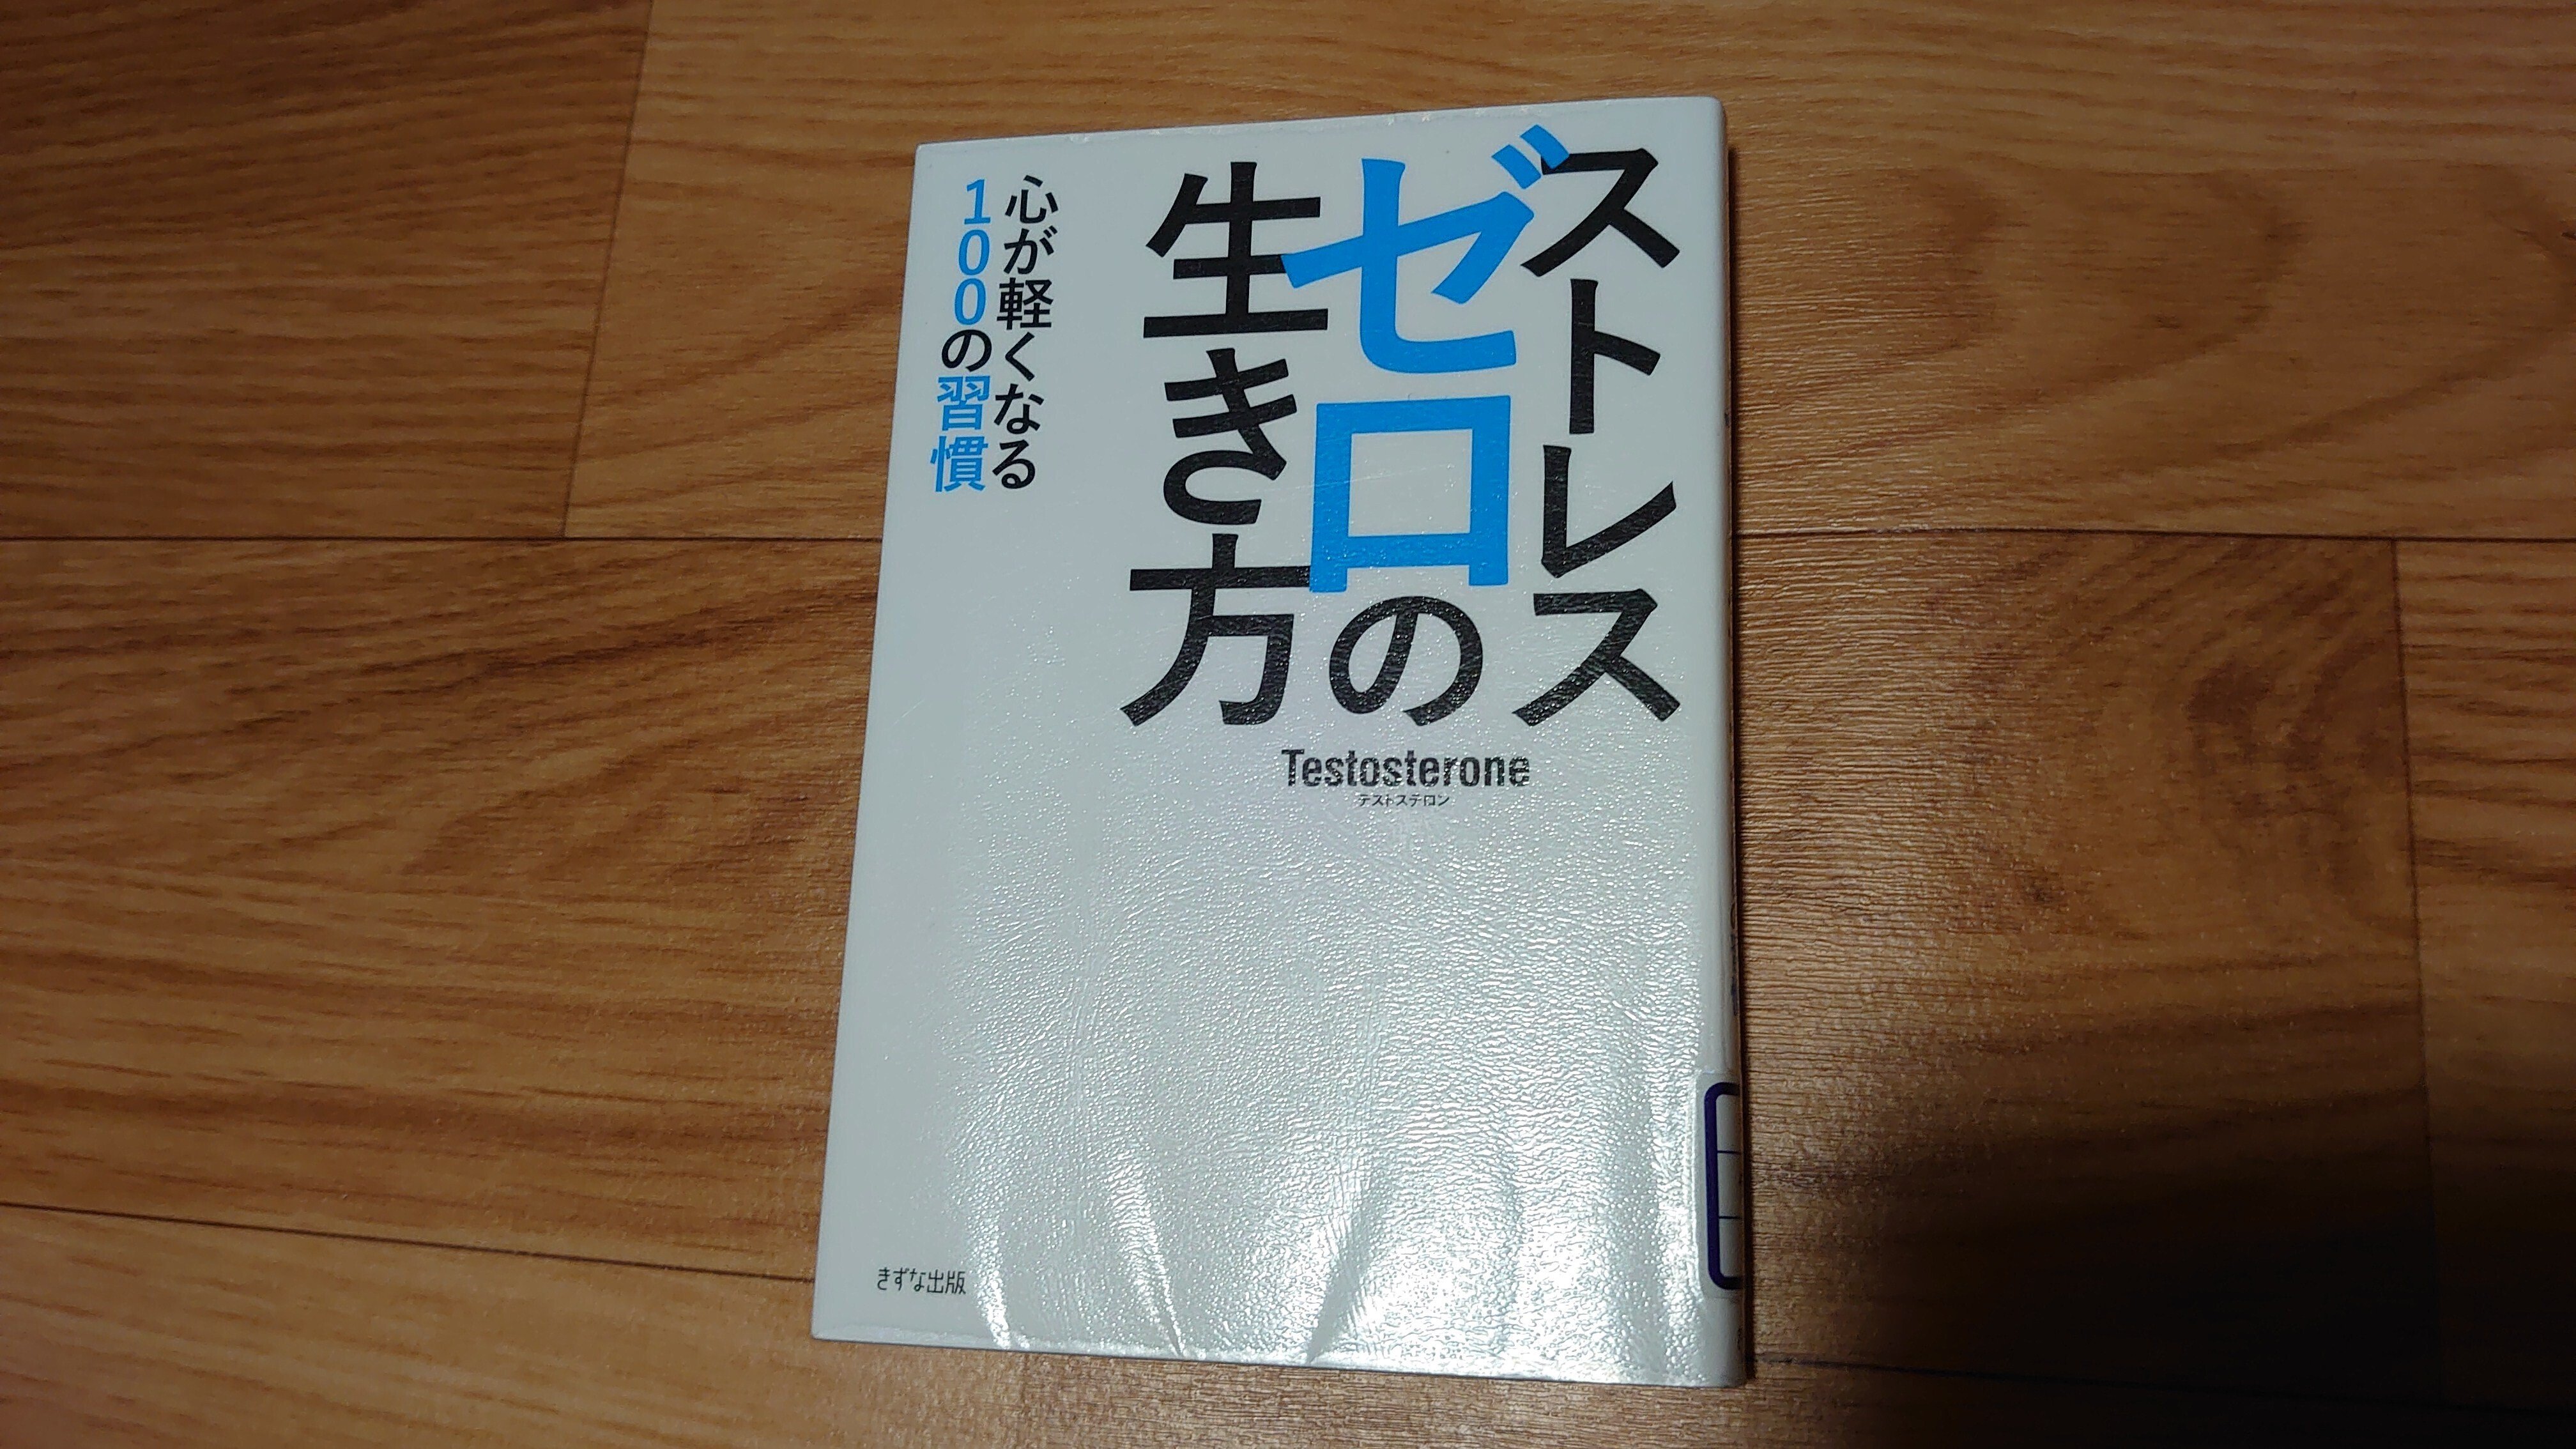 ストレス
ゼロの
生き方
心が軽くなる
100の習慣
Testosterone
テストステロン
きずな出版